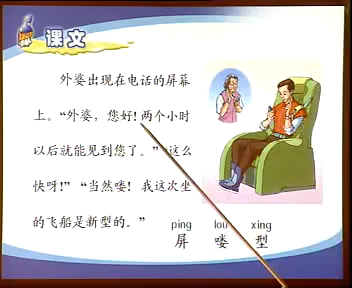 课文
外婆出现在电话的屏幕
上。“外婆，您好！两个小时
以后就能见到您了。”“这么
快呀！”“当然喽！我这次坐
的飞船是新型的。”
píng lou xíng
屏 喽 型